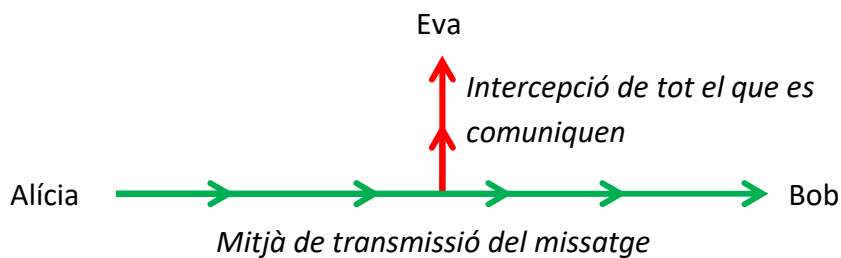 Eva
Intercepció de tot el que es
comuniquen
Alícia
Bob
Mitjà de transmissió del missatge